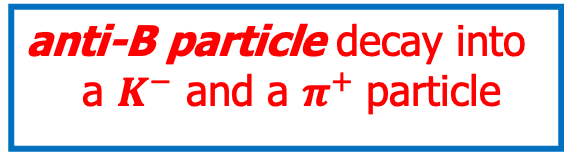 anti-B particle decay into
a K⁻ and a π⁺ particle